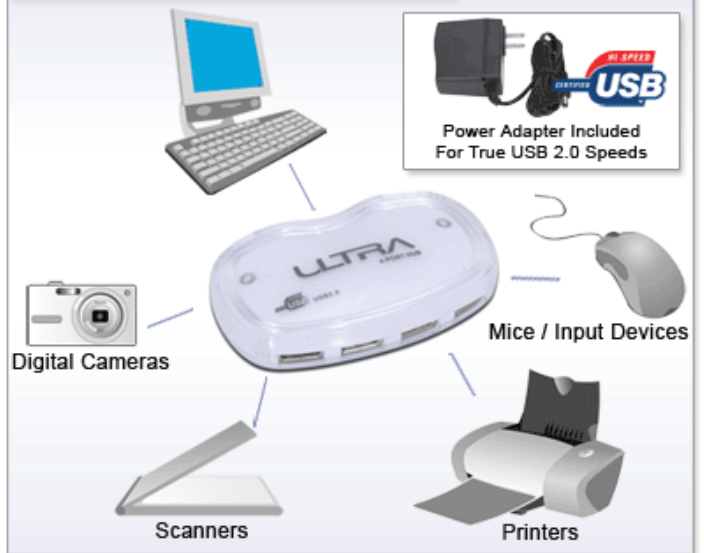 HI-SPEED
CERTIFIED USB
Power Adapter Included
For True USB 2.0 Speeds
ULTRA
4-PORT HUB
USB 2.0
Mice / Input Devices
Digital Cameras
Scanners
Printers